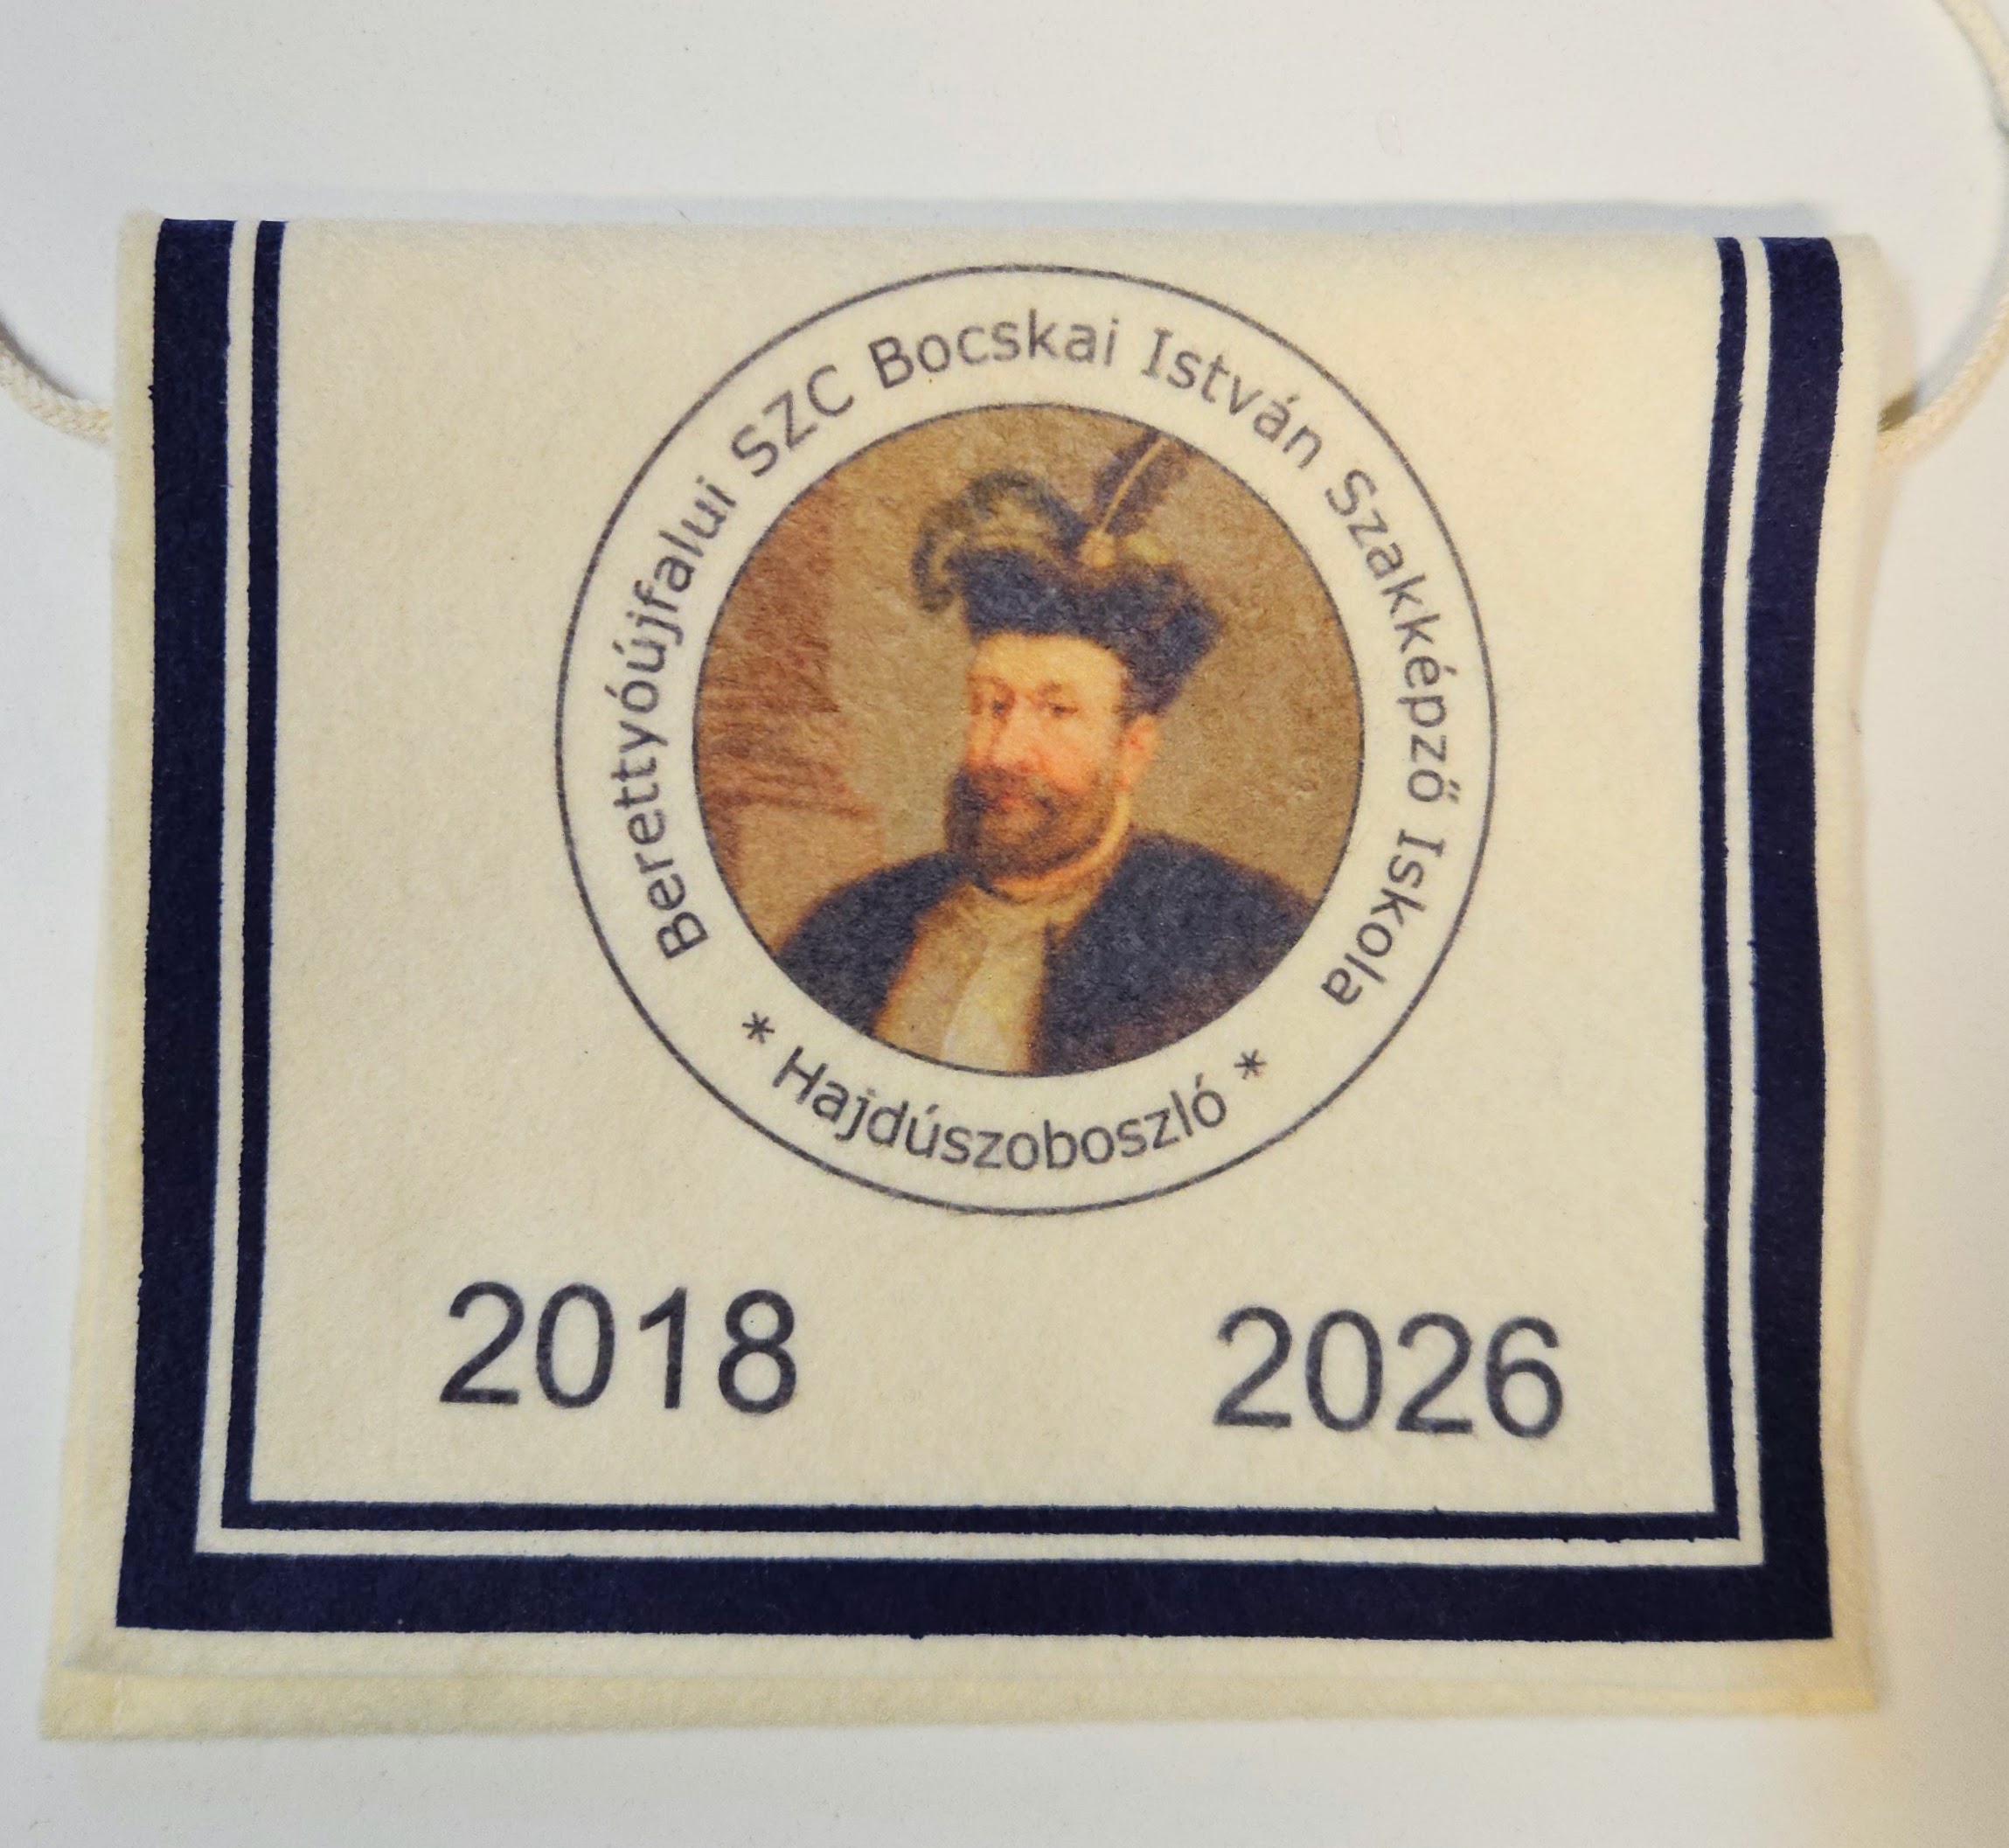 Berettyóújfalui SZC Bocskai István Szakképző Iskola
* Hajdúszoboszló *
2018 2026